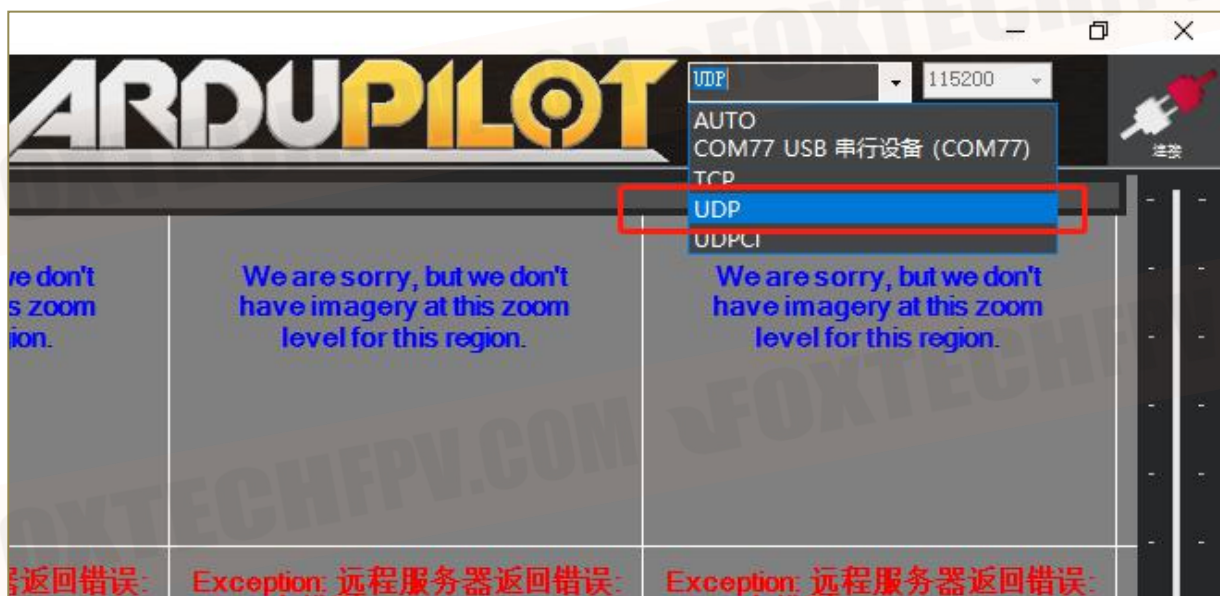 ARDUPILOT
UDP
115200
AUTO
COM77 USB 串行设备 (COM77)
TCP
UDP
UDPCl
连接
we don't
s zoom
ion.
We are sorry, but we don't
have imagery at this zoom
level for this region.
We are sorry, but we don't
have imagery at this zoom
level for this region.
器返回错误:
Exception: 远程服务器返回错误:
Exception: 远程服务器返回错误:
FOXTECHFPV.COM
FOXTECHFPV